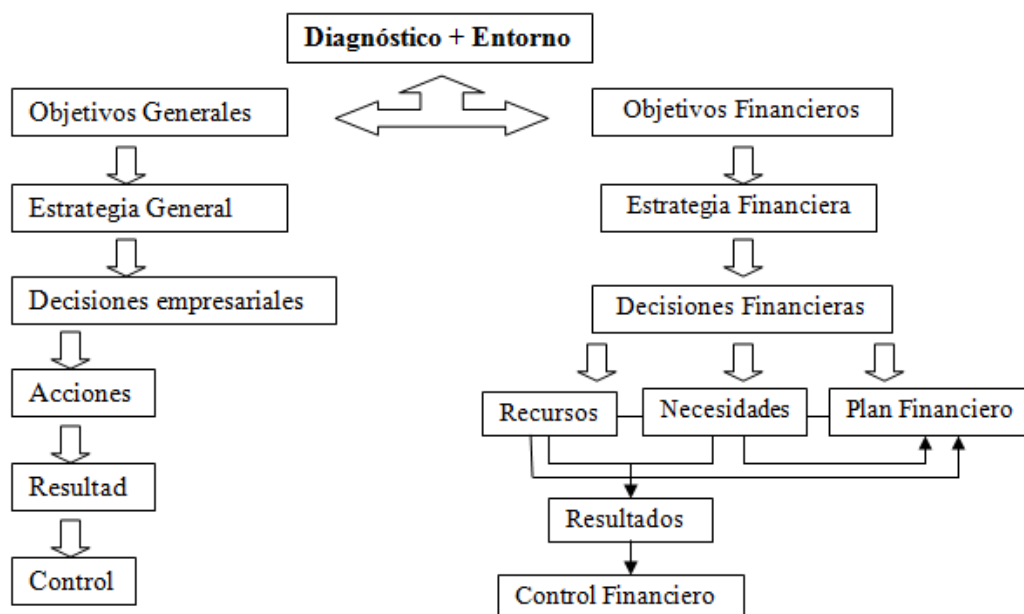 Diagnóstico + Entorno
Objetivos Generales
Objetivos Financieros
Estrategia General
Estrategia Financiera
Decisiones empresariales
Decisiones Financieras
Acciones
Recursos
Necesidades
Plan Financiero
Resultad
Resultados
Control
Control Financiero